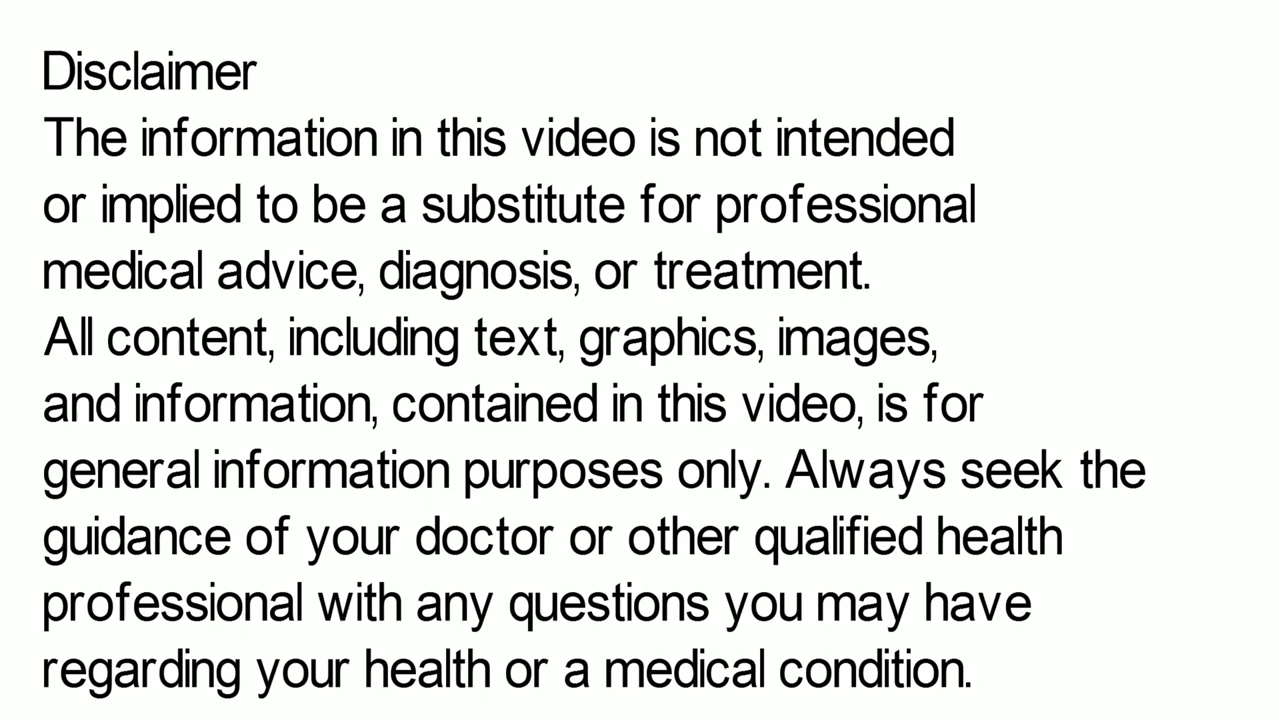 Disclaimer
The information in this video is not intended
or implied to be a substitute for professional
medical advice, diagnosis, or treatment.
All content, including text, graphics, images,
and information, contained in this video, is for
general information purposes only. Always seek the
guidance of your doctor or other qualified health
professional with any questions you may have
regarding your health or a medical condition.